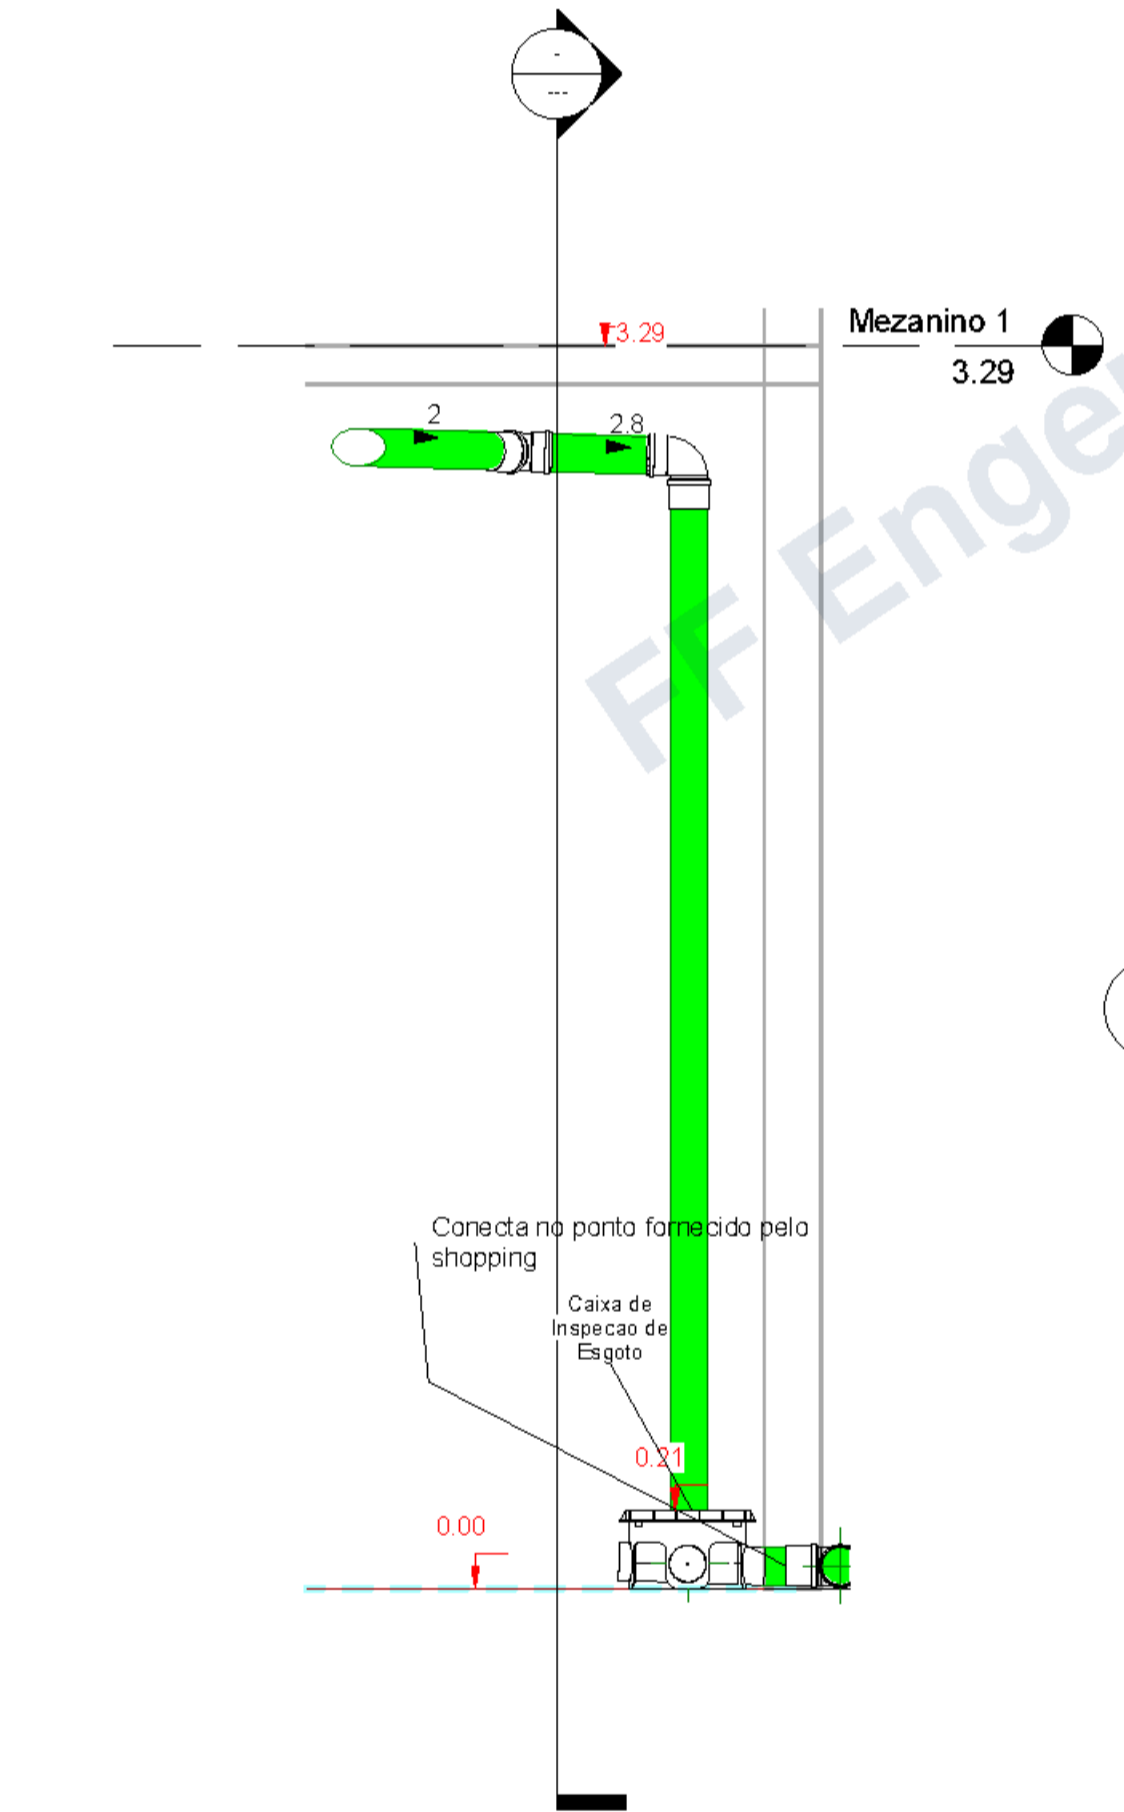 -
---
3.29
Mezanino 1
3.29
2
2.8
FF Enge
Conecta no ponto fornecido pelo
shopping
Caixa de
Inspecao de
Esgoto
0.21
0.00